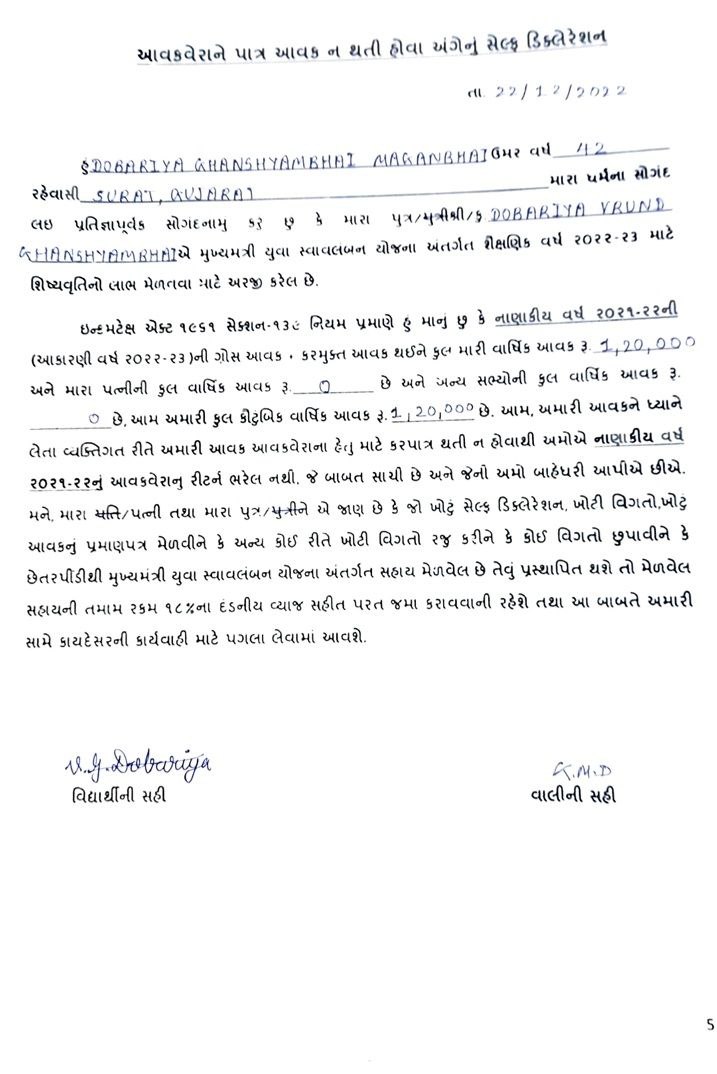 આવકવેરાને પાત્ર આવક ન થતી હોવા અંગેનું સેલ્ફ ડિક્લેરેશન
તા. 22/12/2022
હું DOBARIYA GHANSHYAMBHAI MAGANBHAI ઉમર વર્ષ 42
રહેવાસી SURAT, GUJARAT મારા ધર્મના સોગંદ
લઇ પ્રતિજ્ઞાપૂર્વક સોગદનામુ કરૂ છુ કે મારા પુત્ર/પુત્રીશ્રી/કુ DOBARIYA VRUND
GHANSHYAMBHAI એ મુખ્યમંત્રી યુવા સ્વાવલબન યોજના અંતર્ગત શૈક્ષણિક વર્ષ ૨૦૨૨-૨૩ માટે
શિષ્યવૃતિનો લાભ મેળતવા માટે અરજી કરેલ છે.
ઇન્કમટેક્ષ એક્ટ ૧૯૬૧ સેક્શન-૧૩૯ નિયમ પ્રમાણે હુ માનું છુ કે નાણાકીય વર્ષ ૨૦૨૧-૨૨ની
(આકારણી વર્ષ ૨૦૨૨-૨૩)ની ગ્રોસ આવક - કરમુક્ત આવક થઈને કુલ મારી વાર્ષિક આવક રૂ. 1,20,000
અને મારા પત્નીની કુલ વાર્ષિક આવક રૂ. 0 છે અને અન્ય સભ્યોની કુલ વાર્ષિક આવક રૂ.
0 છે, આમ અમારી કુલ કૌટુંબિક વાર્ષિક આવક રૂ. 1,20,000 છે. આમ, અમારી આવકને ધ્યાને
લેતા વ્યક્તિગત રીતે અમારી આવક આવકવેરાના હેતુ માટે કરપાત્ર થતી ન હોવાથી અમોએ નાણાકીય વર્ષ
૨૦૨૧-૨૨નું આવકવેરાનુ રીટર્ન ભરેલ નથી. જે બાબત સાચી છે અને જેનો અમો બાહેધરી આપીએ છીએ.
મને, મારા પતિ/પત્ની તથા મારા પુત્ર/પુત્રીને એ જાણ છે કે જો ખોટું સેલ્ફ ડિક્લેરેશન, ખોટી વિગતો,ખોટું
આવકનું પ્રમાણપત્ર મેળવીને કે અન્ય કોઈ રીતે ખોટી વિગતો રજુ કરીને કે કોઈ વિગતો છુપાવીને કે
છેતરપીંડીથી મુખ્યમંત્રી યુવા સ્વાવલંબન યોજના અંતર્ગત સહાય મેળવેલ છે તેવું પ્રસ્થાપિત થશે તો મેળવેલ
સહાયની તમામ રકમ ૧૮%ના દંડનીય વ્યાજ સહીત પરત જમા કરાવવાની રહેશે તથા આ બાબતે અમારી
સામે કાયદેસરની કાર્યવાહી માટે પગલા લેવામાં આવશે.
V.G.Dobariya
વિદ્યાર્થીની સહી
G.M.D
વાલીની સહી
5